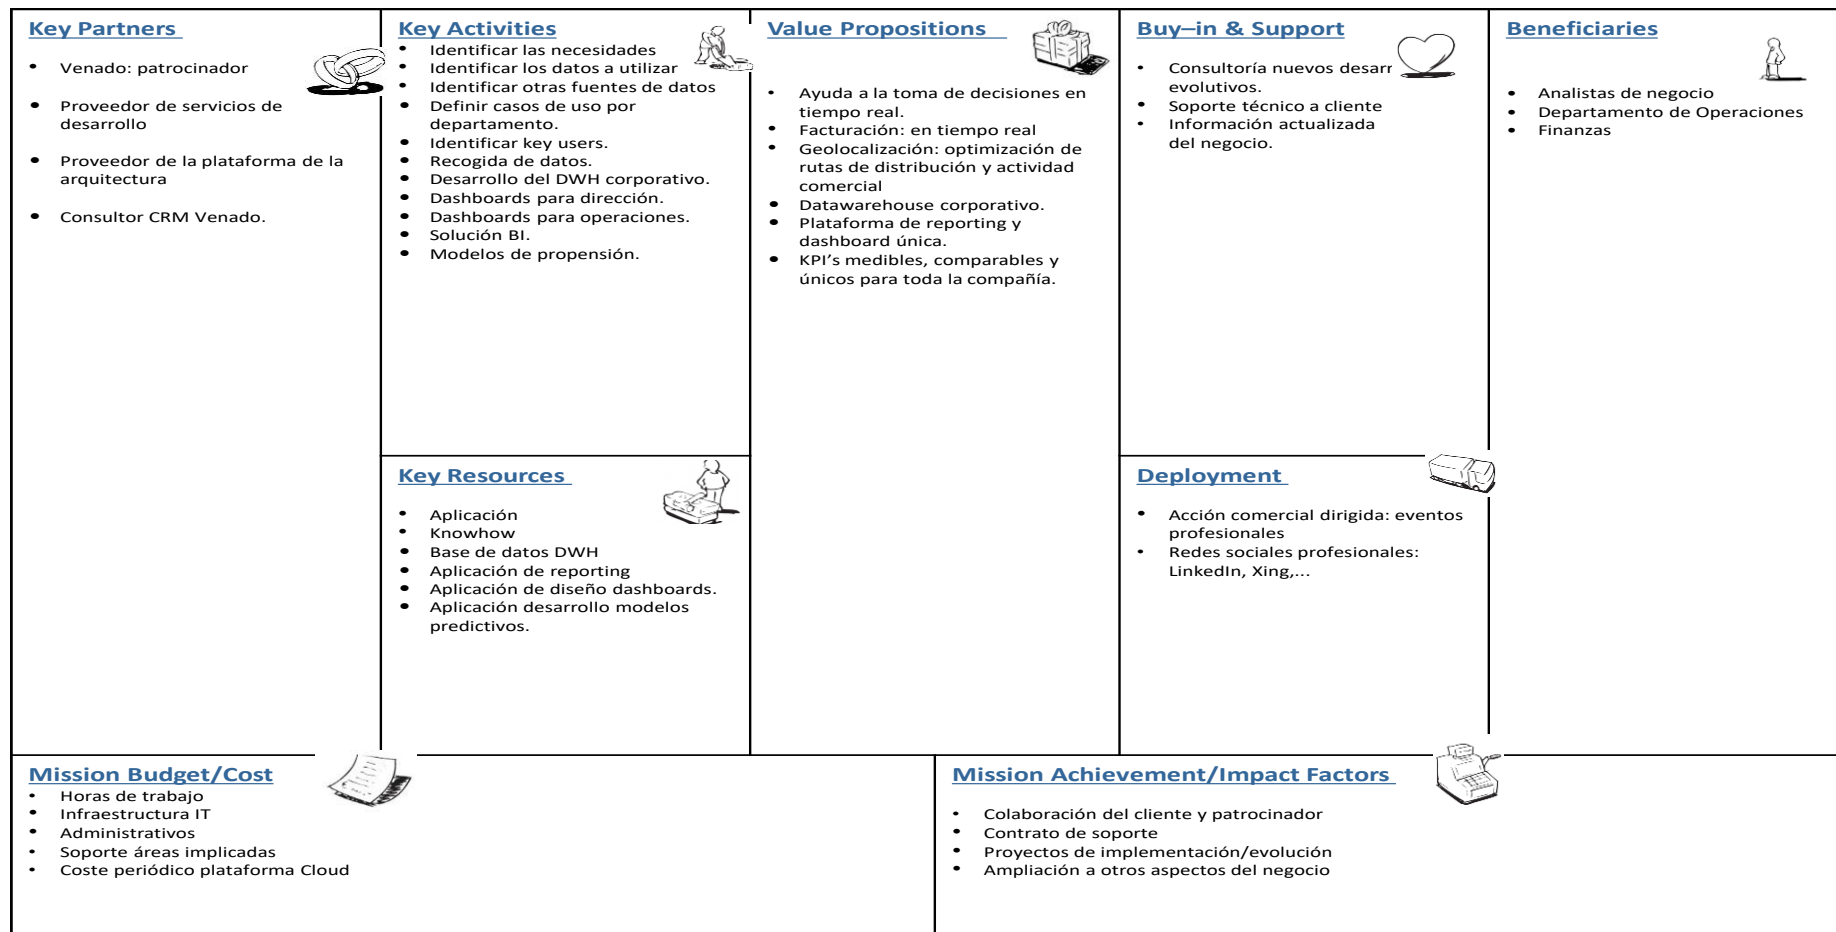 Key Partners
• Venado: patrocinador
• Proveedor de servicios de
desarrollo
• Proveedor de la plataforma de la
arquitectura
• Consultor CRM Venado.
Key Activities
• Identificar las necesidades
• Identificar los datos a utilizar
• Identificar otras fuentes de datos
• Definir casos de uso por
departamento.
• Identificar key users.
• Recogida de datos.
• Desarrollo del DWH corporativo.
• Dashboards para dirección.
• Dashboards para operaciones.
• Solución BI.
• Modelos de propensión.
Key Resources
• Aplicación
• Knowhow
• Base de datos DWH
• Aplicación de reporting
• Aplicación de diseño dashboards.
• Aplicación desarrollo modelos
predictivos.
Value Propositions
• Ayuda a la toma de decisiones en
tiempo real.
• Facturación: en tiempo real
• Geolocalización: optimización de
rutas de distribución y actividad
comercial
• Datawarehouse corporativo.
• Plataforma de reporting y
dashboard única.
• KPI’s medibles, comparables y
únicos para toda la compañía.
Buy–in & Support
• Consultoría nuevos desarr
evolutivos.
• Soporte técnico a cliente
• Información actualizada
del negocio.
Deployment
• Acción comercial dirigida: eventos
profesionales
• Redes sociales profesionales:
LinkedIn, Xing,...
Beneficiaries
• Analistas de negocio
• Departamento de Operaciones
• Finanzas
Mission Budget/Cost
• Horas de trabajo
• Infraestructura IT
• Administrativos
• Soporte áreas implicadas
• Coste periódico plataforma Cloud
Mission Achievement/Impact Factors
• Colaboración del cliente y patrocinador
• Contrato de soporte
• Proyectos de implementación/evolución
• Ampliación a otros aspectos del negocio